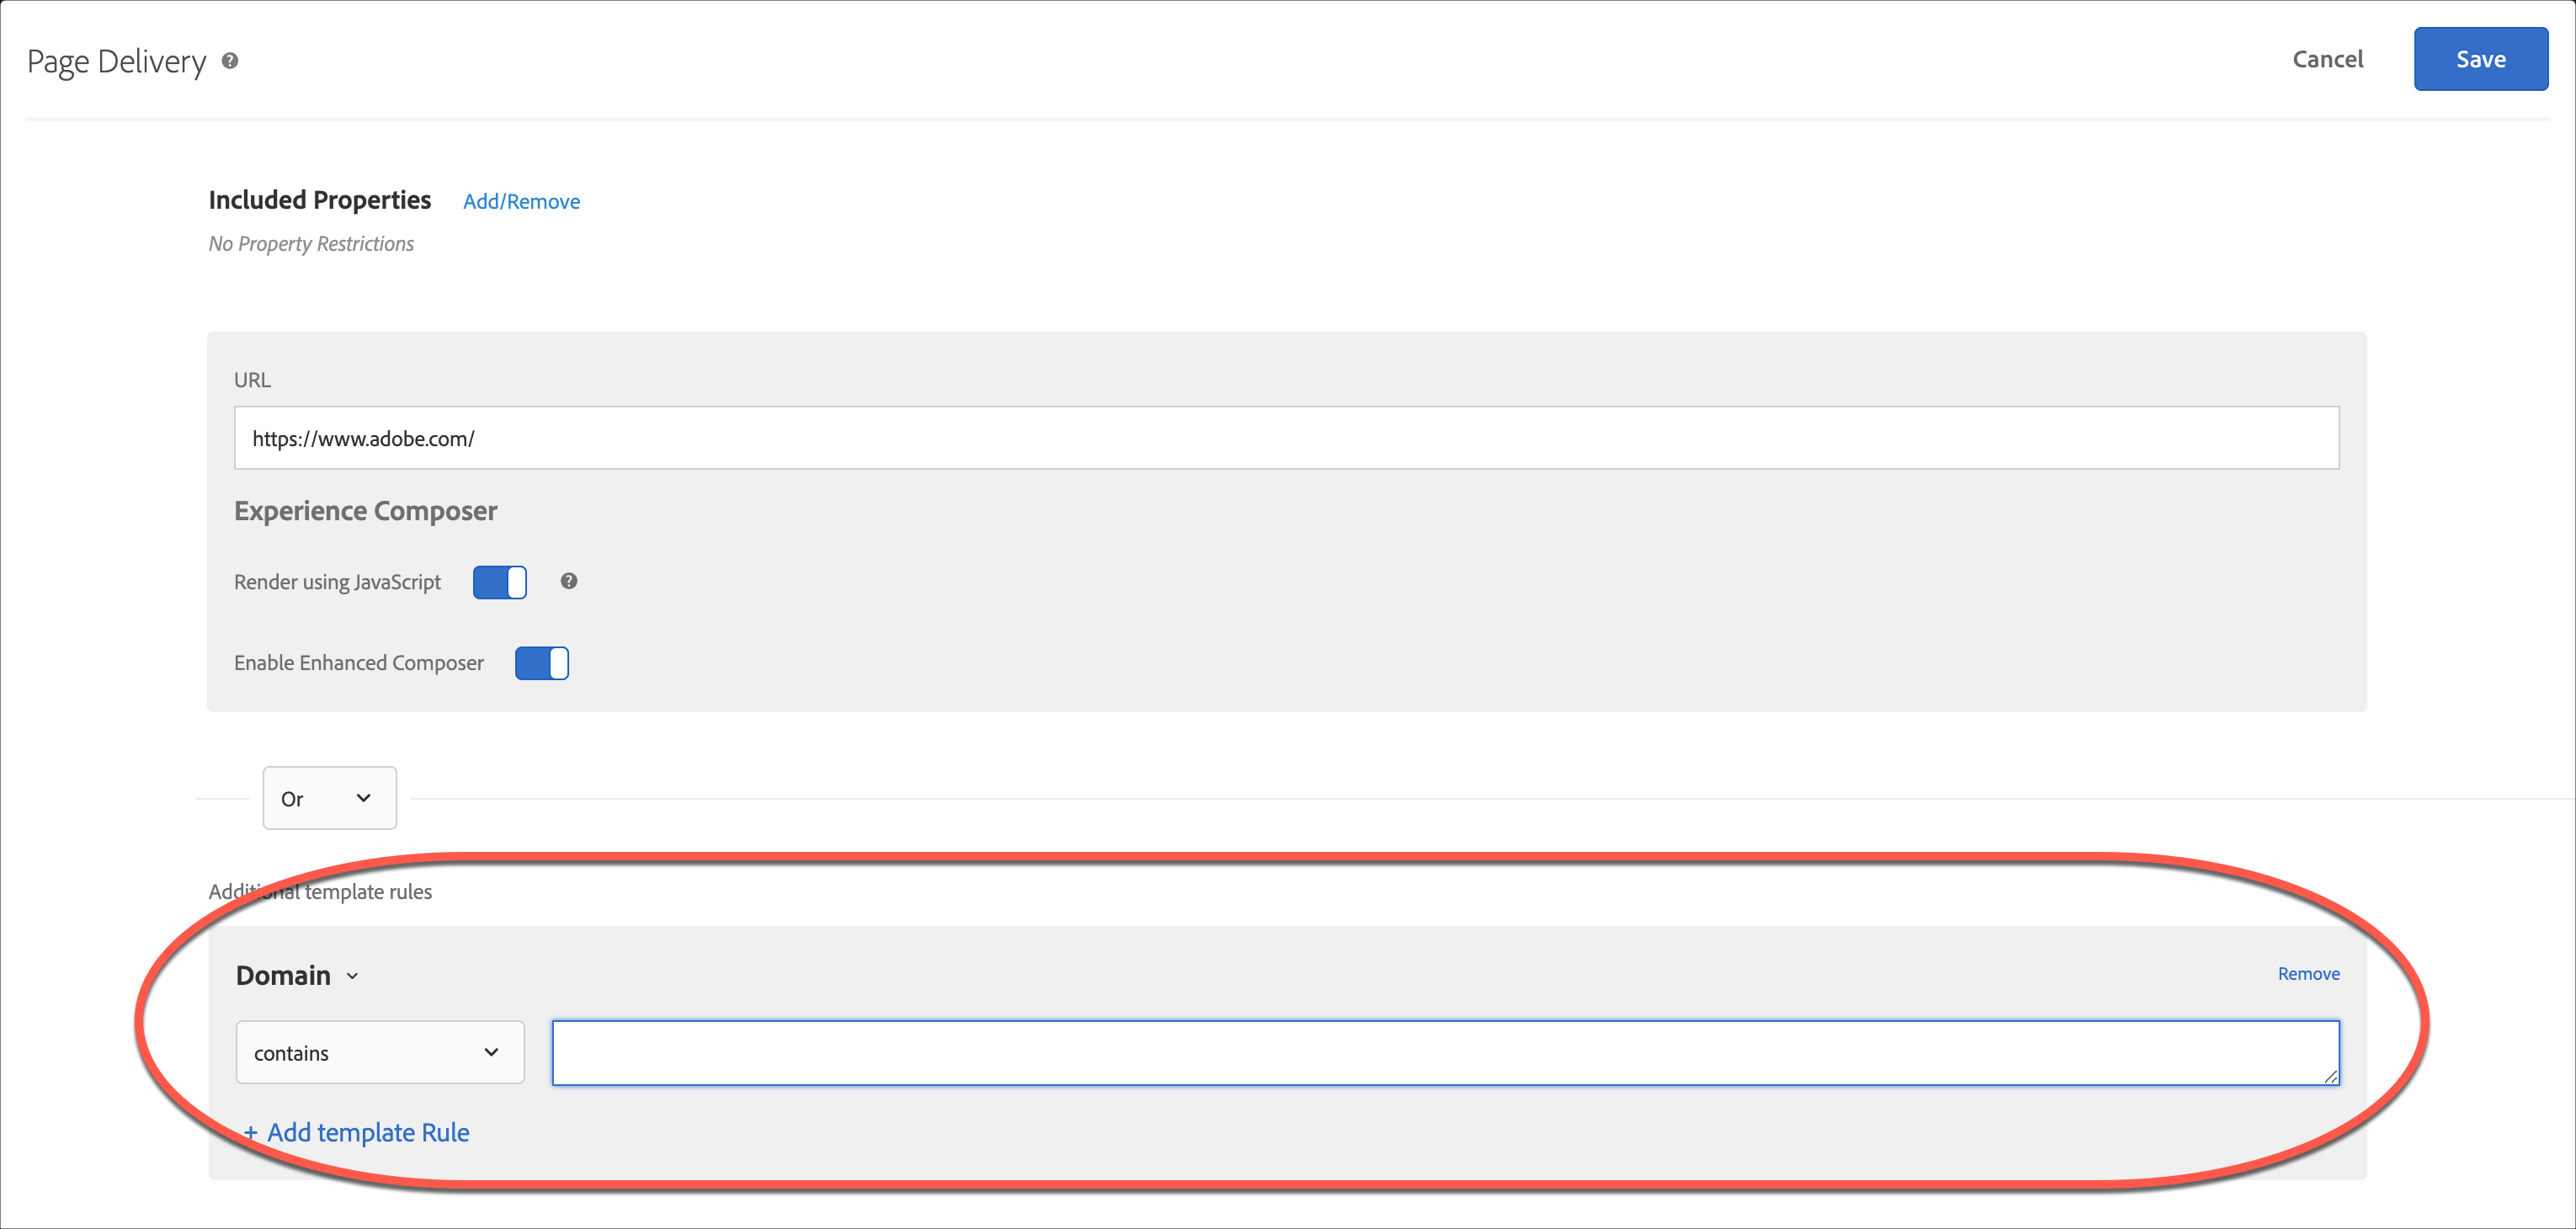 Page Delivery ?
Cancel
Save
Included Properties Add/Remove
No Property Restrictions
URL
https://www.adobe.com/
Experience Composer
Render using JavaScript ?
Enable Enhanced Composer
Or
Additional template rules
Domain
Remove
contains
+ Add template Rule